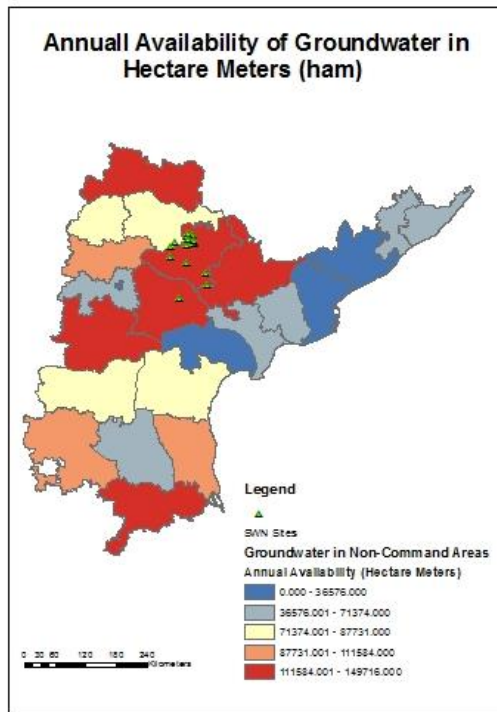 Annuall Availability of Groundwater in
Hectare Meters (ham)
Legend
SWN Sites
Groundwater in Non-Command Areas
Annual Availability (Hectare Meters)
0.000 - 36576.000
36576.001 - 71374.000
71374.001 - 87731.000
87731.001 - 111584.000
111584.001 - 149716.000
0 30 60 120 180 240
Kilometers